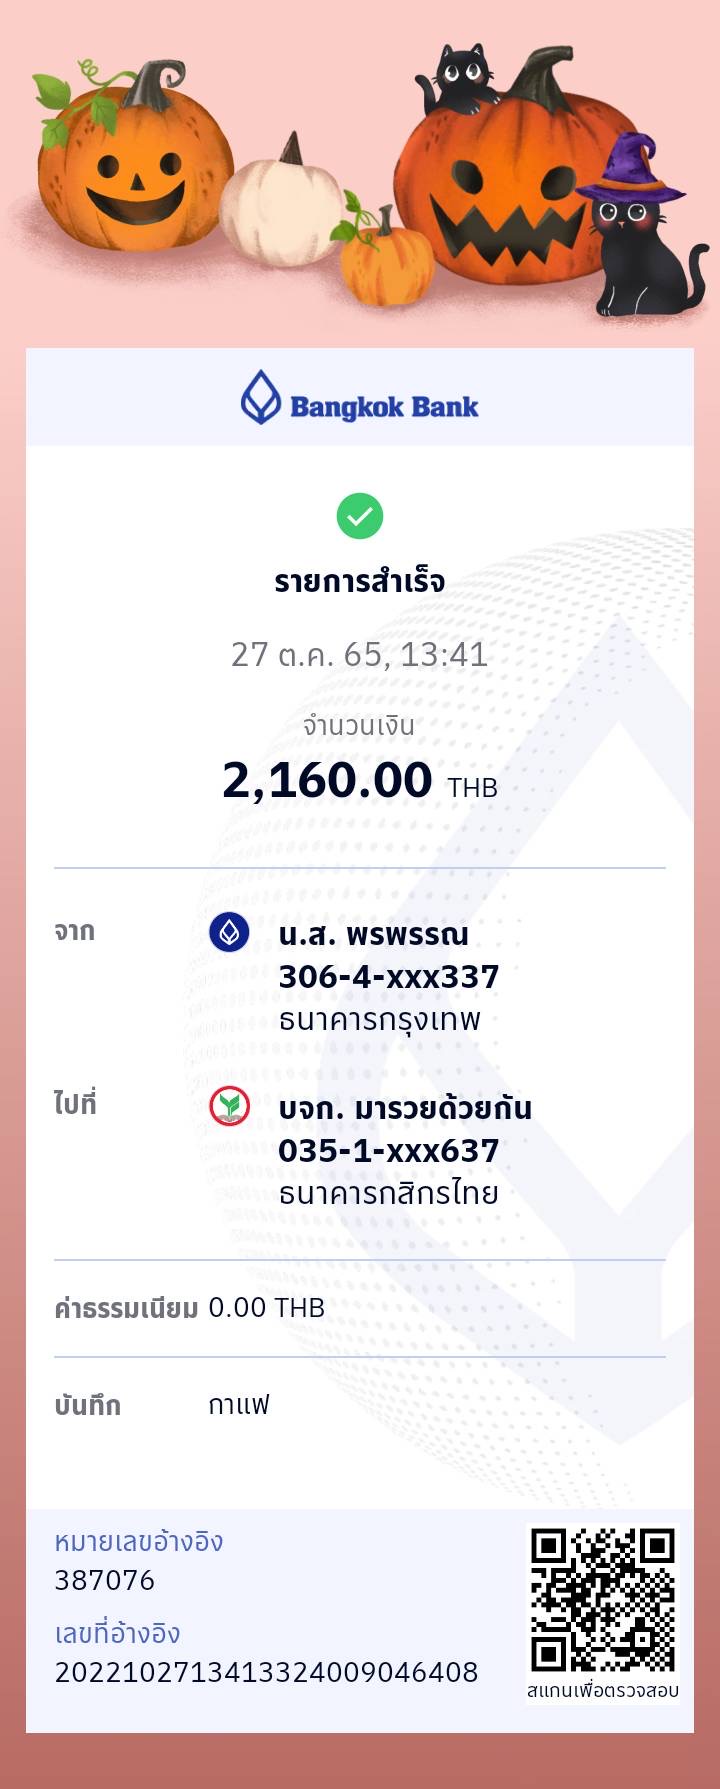 Bangkok Bank
รายการสำเร็จ
27 ต.ค. 65, 13:41
จำนวนเงิน
2,160.00 THB
จาก
น.ส. พรพรรณ
306-4-xxx337
ธนาคารกรุงเทพ
ไปที่
บจก. มารวยด้วยกัน
035-1-xxx637
ธนาคารกสิกรไทย
ค่าธรรมเนียม 0.00 THB
บันทึก กาแฟ
หมายเลขอ้างอิง
387076
เลขที่อ้างอิง
2022102713413324009046408
สแกนเพื่อตรวจสอบ